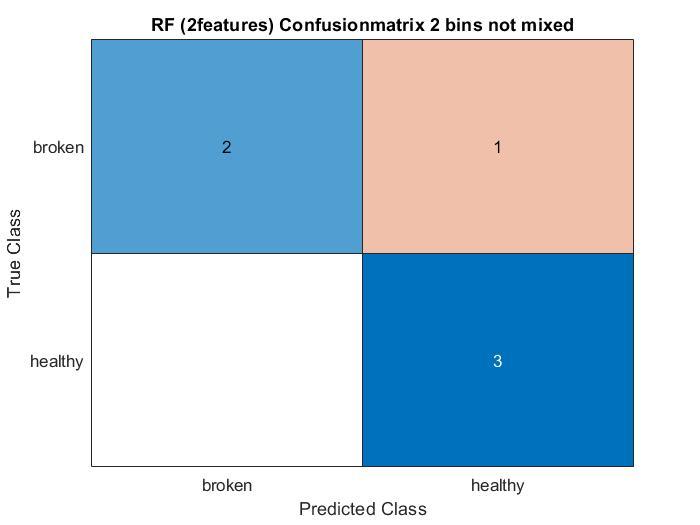 RF (2features) Confusionmatrix 2 bins not mixed
True Class
broken
2
1
healthy
3
broken
healthy
Predicted Class